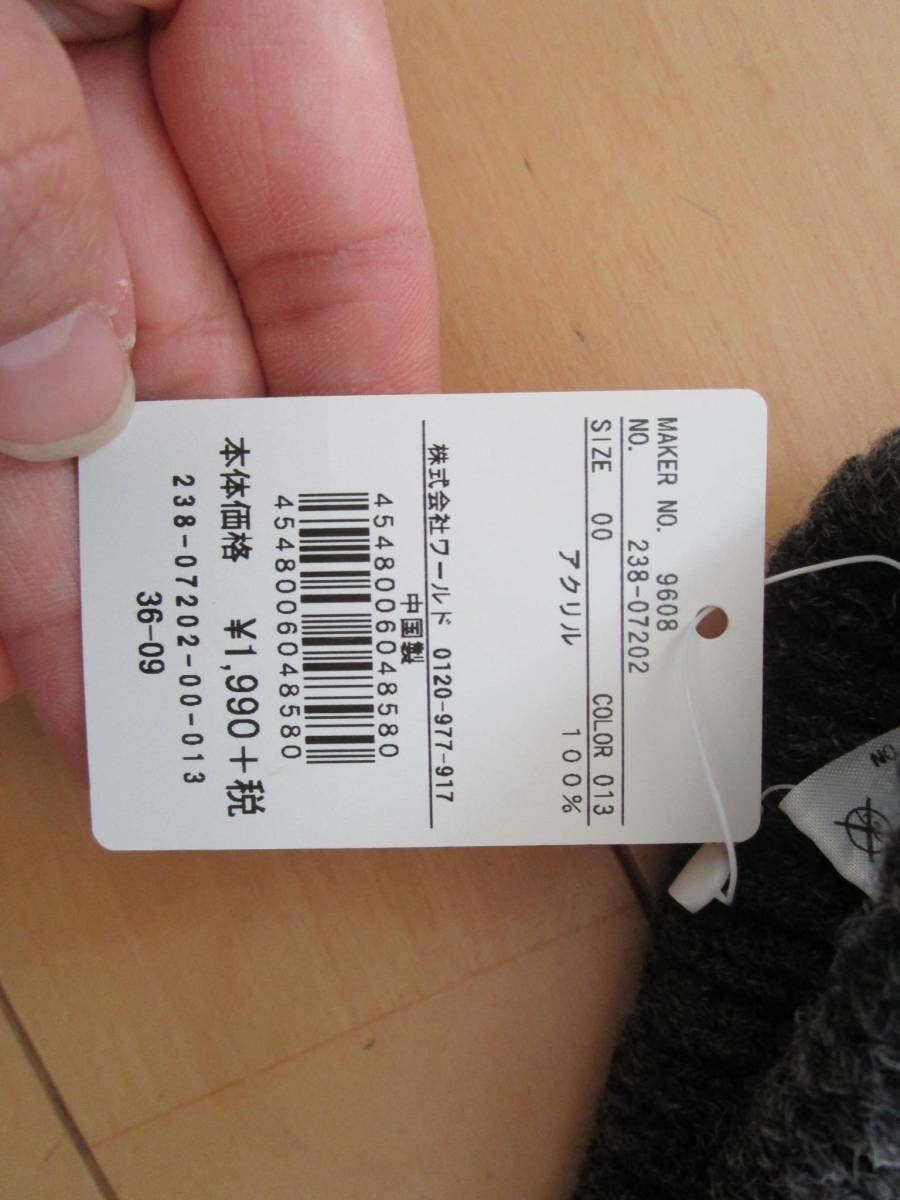 MAKER NO. 9608
NO. 238-07202
SIZE 00 COLOR 013
アクリル 100%
株式会社ワールド 0120-977-917
中国製
4548006048580
4548006048580
本体価格 ¥1,990+税
238-07202-00-013
36-09
NO